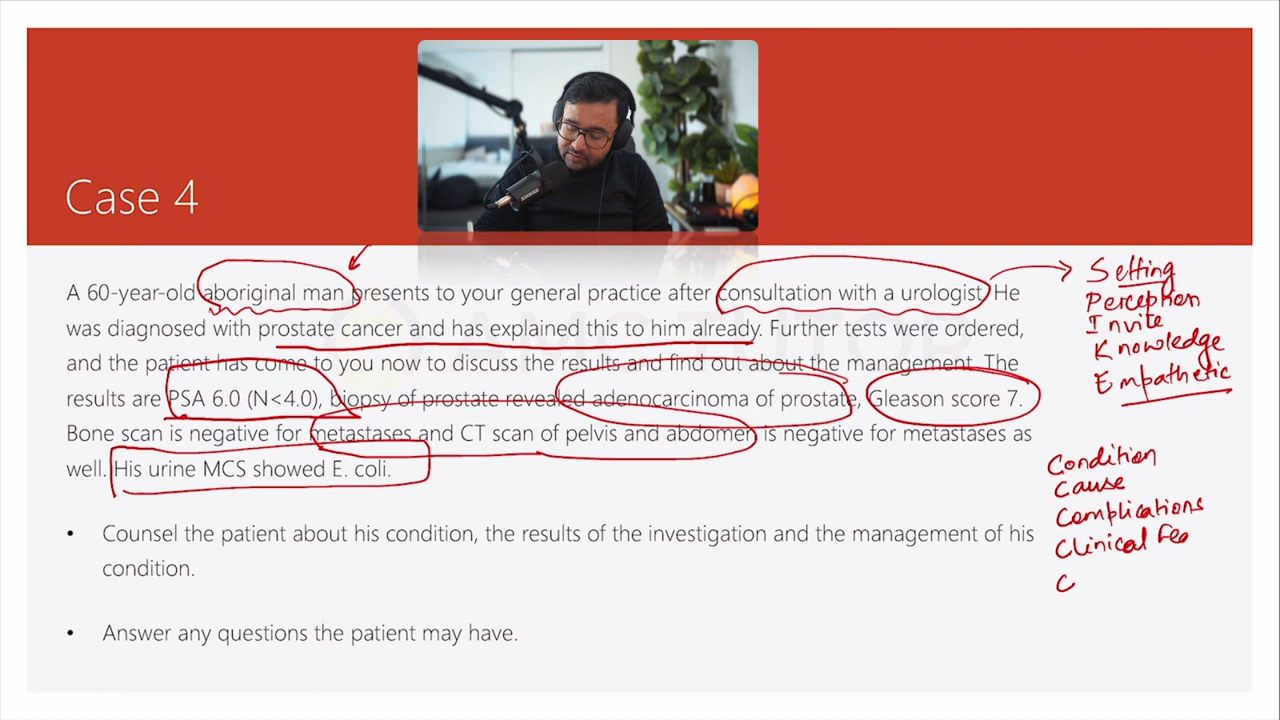 Case 4
A 60-year-old aboriginal man presents to your general practice after consultation with a urologist. He
was diagnosed with prostate cancer and has explained this to him already. Further tests were ordered,
and the patient has come to you now to discuss the results and find out about the management. The
results are PSA 6.0 (N<4.0), biopsy of prostate revealed adenocarcinoma of prostate, Gleason score 7.
Bone scan is negative for metastases and CT scan of pelvis and abdomen is negative for metastases as
well. His urine MCS showed E. coli.
• Counsel the patient about his condition, the results of the investigation and the management of his
condition.
• Answer any questions the patient may have.
Setting
Perception
Invite
Knowledge
Empathetic
Condition
Cause
Complications
Clinical Fea
C
AMCTUTOR